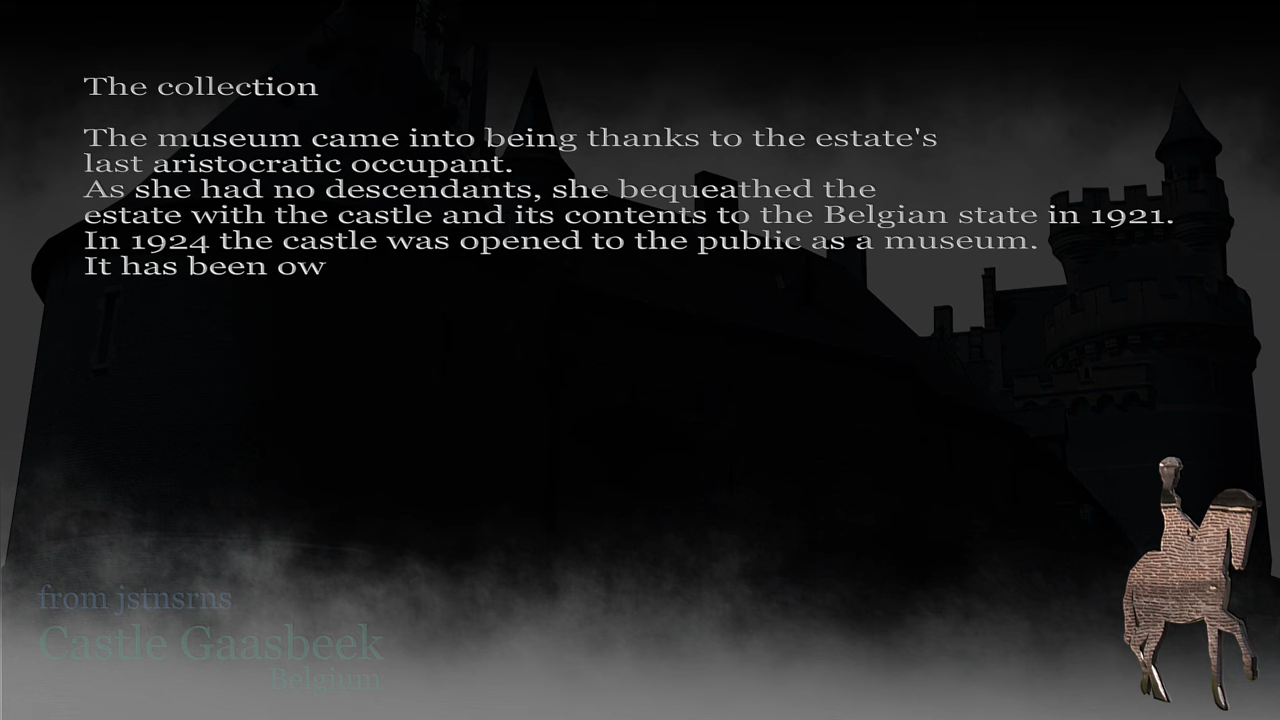 The collection
The museum came into being thanks to the estate's
last aristocratic occupant.
As she had no descendants, she bequeathed the
estate with the castle and its contents to the Belgian state in 1921.
In 1924 the castle was opened to the public as a museum.
It has been ow
from jstnsrns
Castle Gaasbeek
Belgium